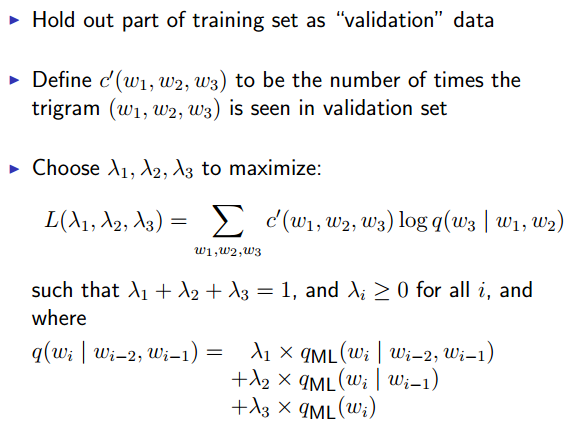 ▶ Hold out part of training set as “validation” data
▶ Define c′(w₁, w₂, w₃) to be the number of times the
trigram (w₁, w₂, w₃) is seen in validation set
▶ Choose λ₁, λ₂, λ₃ to maximize:
L(λ₁, λ₂, λ₃) = ∑ c′(w₁, w₂, w₃) log q(w₃ | w₁, w₂)
w₁,w₂,w₃
such that λ₁ + λ₂ + λ₃ = 1, and λᵢ ≥ 0 for all i, and
where
q(wᵢ | wᵢ₋₂, wᵢ₋₁) = λ₁ × q_ML(wᵢ | wᵢ₋₂, wᵢ₋₁)
+λ₂ × q_ML(wᵢ | wᵢ₋₁)
+λ₃ × q_ML(wᵢ)